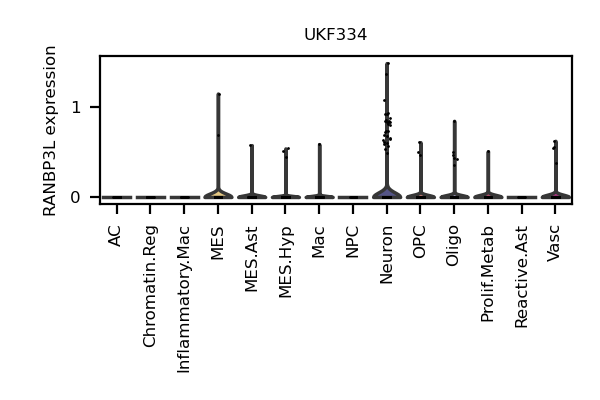 UKF334
RANBP3L expression
1
0
AC
Chromatin.Reg
Inflammatory.Mac
MES
MES.Ast
MES.Hyp
Mac
NPC
Neuron
OPC
Oligo
Prolif.Metab
Reactive.Ast
Vasc